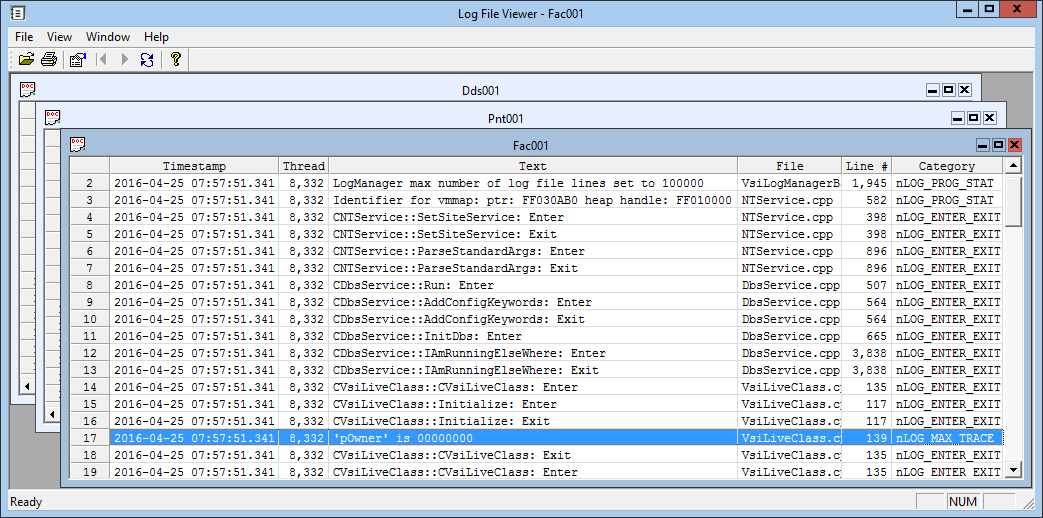 Log File Viewer - Fac001
File View Window Help
Dds001
Pnt001
Fac001
Timestamp Thread Text File Line # Category
2 2016-04-25 07:57:51.341 8,332 LogManager max number of log file lines set to 100000 VsiLogManagerB 1,945 nLOG_PROG_STAT
3 2016-04-25 07:57:51.341 8,332 Identifier for vmmap: ptr: FF030AB0 heap handle: FF010000 NTService.cpp 582 nLOG_PROG_STAT
4 2016-04-25 07:57:51.341 8,332 CNTService::SetSiteService: Enter NTService.cpp 398 nLOG_ENTER_EXIT
5 2016-04-25 07:57:51.341 8,332 CNTService::SetSiteService: Exit NTService.cpp 398 nLOG_ENTER_EXIT
6 2016-04-25 07:57:51.341 8,332 CNTService::ParseStandardArgs: Enter NTService.cpp 896 nLOG_ENTER_EXIT
7 2016-04-25 07:57:51.341 8,332 CNTService::ParseStandardArgs: Exit NTService.cpp 896 nLOG_ENTER_EXIT
8 2016-04-25 07:57:51.341 8,332 CDbsService::Run: Enter DbsService.cpp 507 nLOG_ENTER_EXIT
9 2016-04-25 07:57:51.341 8,332 CDbsService::AddConfigKeywords: Enter DbsService.cpp 564 nLOG_ENTER_EXIT
10 2016-04-25 07:57:51.341 8,332 CDbsService::AddConfigKeywords: Exit DbsService.cpp 564 nLOG_ENTER_EXIT
11 2016-04-25 07:57:51.341 8,332 CDbsService::InitDbs: Enter DbsService.cpp 665 nLOG_ENTER_EXIT
12 2016-04-25 07:57:51.341 8,332 CDbsService::IAmRunningElseWhere: Enter DbsService.cpp 3,838 nLOG_ENTER_EXIT
13 2016-04-25 07:57:51.341 8,332 CDbsService::IAmRunningElseWhere: Exit DbsService.cpp 3,838 nLOG_ENTER_EXIT
14 2016-04-25 07:57:51.341 8,332 CVsiLiveClass::CVsiLiveClass: Enter VsiLiveClass.cp 135 nLOG_ENTER_EXIT
15 2016-04-25 07:57:51.341 8,332 CVsiLiveClass::Initialize: Enter VsiLiveClass.cp 117 nLOG_ENTER_EXIT
16 2016-04-25 07:57:51.341 8,332 CVsiLiveClass::Initialize: Exit VsiLiveClass.cp 117 nLOG_ENTER_EXIT
17 2016-04-25 07:57:51.341 8,332 'pOwner' is 00000000 VsiLiveClass.c 139 nLOG_MAX_TRACE
18 2016-04-25 07:57:51.341 8,332 CVsiLiveClass::CVsiLiveClass: Exit VsiLiveClass.cp 135 nLOG_ENTER_EXIT
19 2016-04-25 07:57:51.341 8,332 CVsiLiveClass::CVsiLiveClass: Enter VsiLiveClass.cp 135 nLOG_ENTER_EXIT
Ready NUM